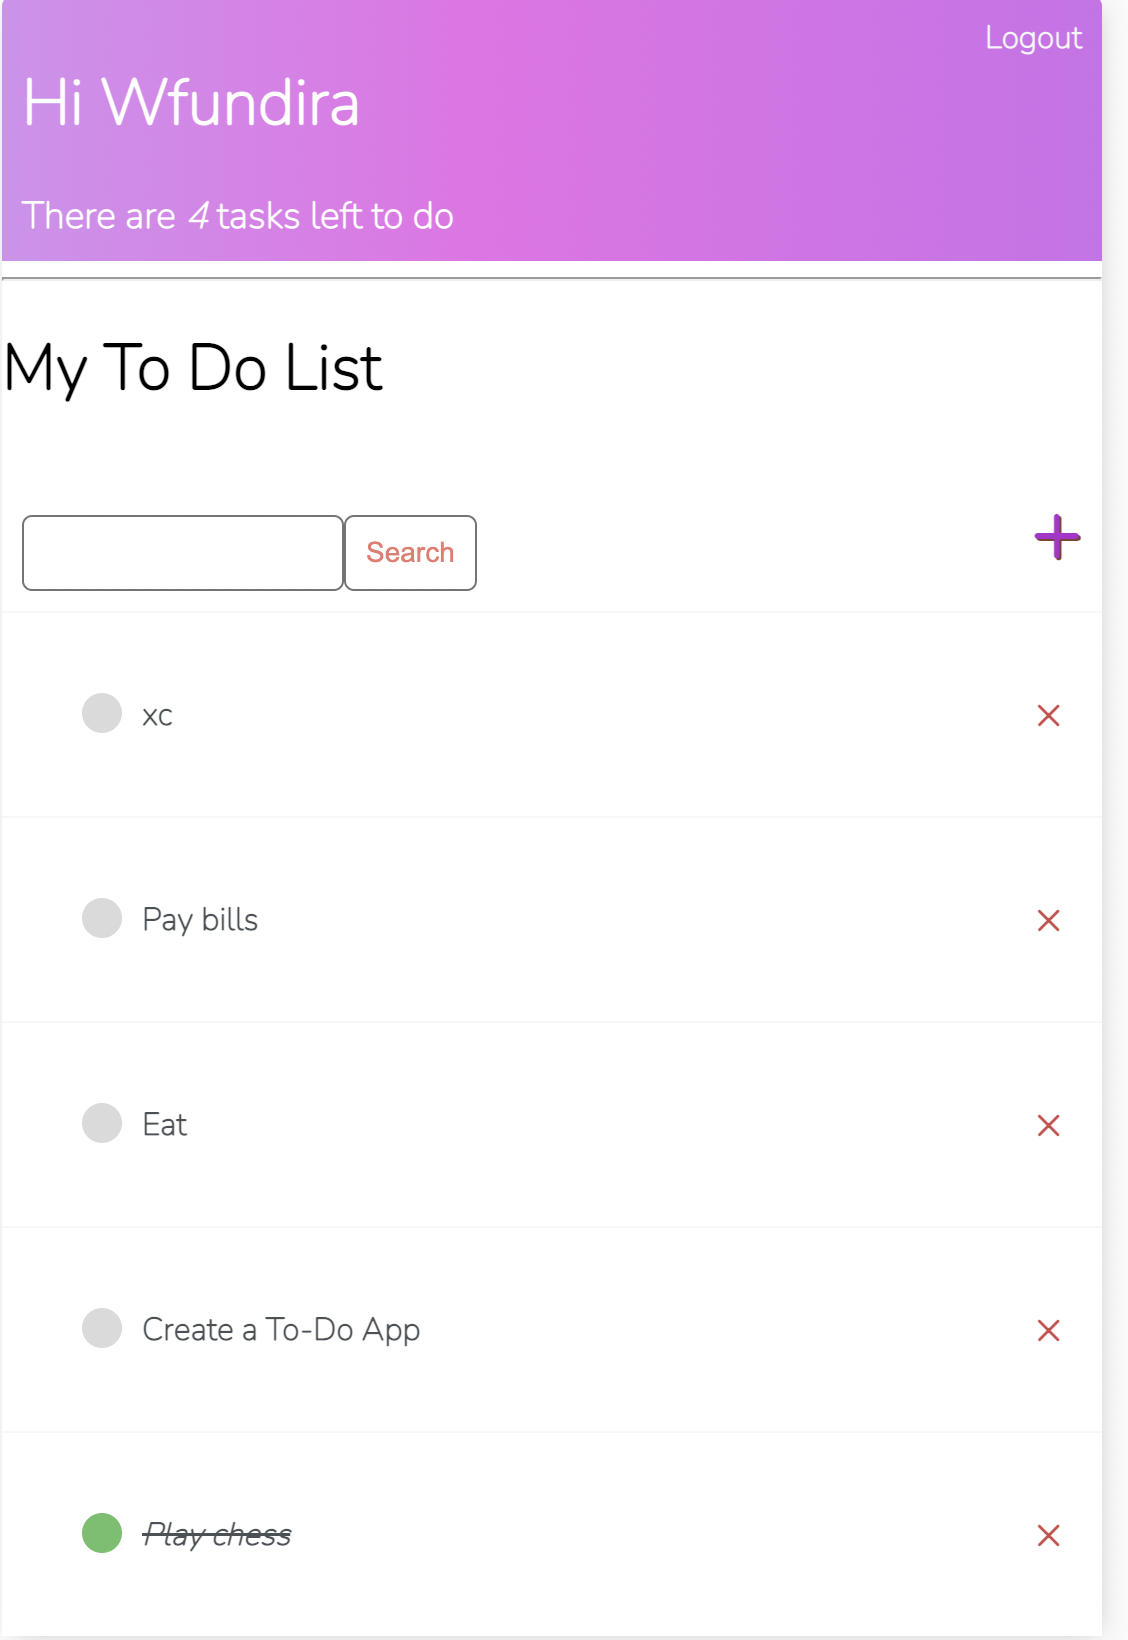 Logout
Hi Wfundira
There are 4 tasks left to do
My To Do List
Search
xc
Pay bills
Eat
Create a To-Do App
Play chess